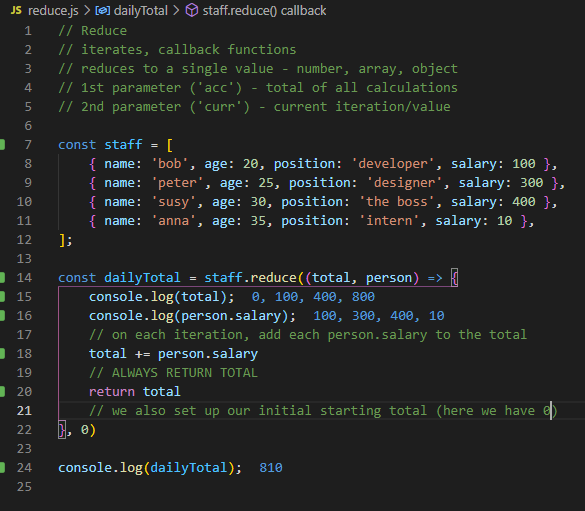 JS reduce.js > dailyTotal > staff.reduce() callback
1 // Reduce
2 // iterates, callback functions
3 // reduces to a single value - number, array, object
4 // 1st parameter ('acc') - total of all calculations
5 // 2nd parameter ('curr') - current iteration/value
6
7 const staff = [
8 { name: 'bob', age: 20, position: 'developer', salary: 100 },
9 { name: 'peter', age: 25, position: 'designer', salary: 300 },
10 { name: 'susy', age: 30, position: 'the boss', salary: 400 },
11 { name: 'anna', age: 35, position: 'intern', salary: 10 },
12 ];
13
14 const dailyTotal = staff.reduce((total, person) => {
15 console.log(total); 0, 100, 400, 800
16 console.log(person.salary); 100, 300, 400, 10
17 // on each iteration, add each person.salary to the total
18 total += person.salary
19 // ALWAYS RETURN TOTAL
20 return total
21 // we also set up our initial starting total (here we have 0)
22 }, 0)
23
24 console.log(dailyTotal); 810
25